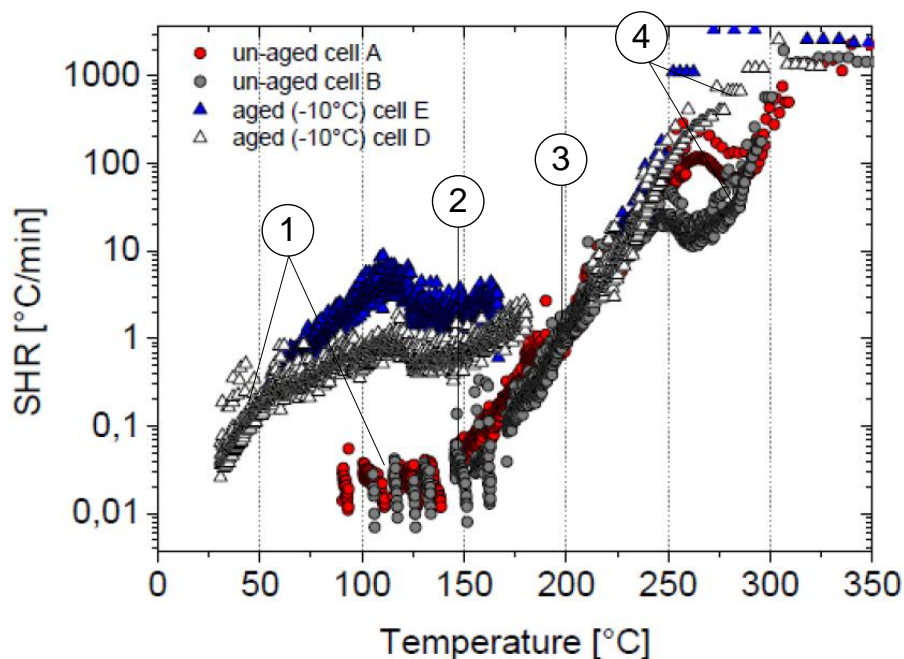 4
un-aged cell A
un-aged cell B
aged (-10°C) cell E
aged (-10°C) cell D
3
2
1
1000
100
10
1
0,1
0,01
SHR [°C/min]
0 50 100 150 200 250 300 350
Temperature [°C]